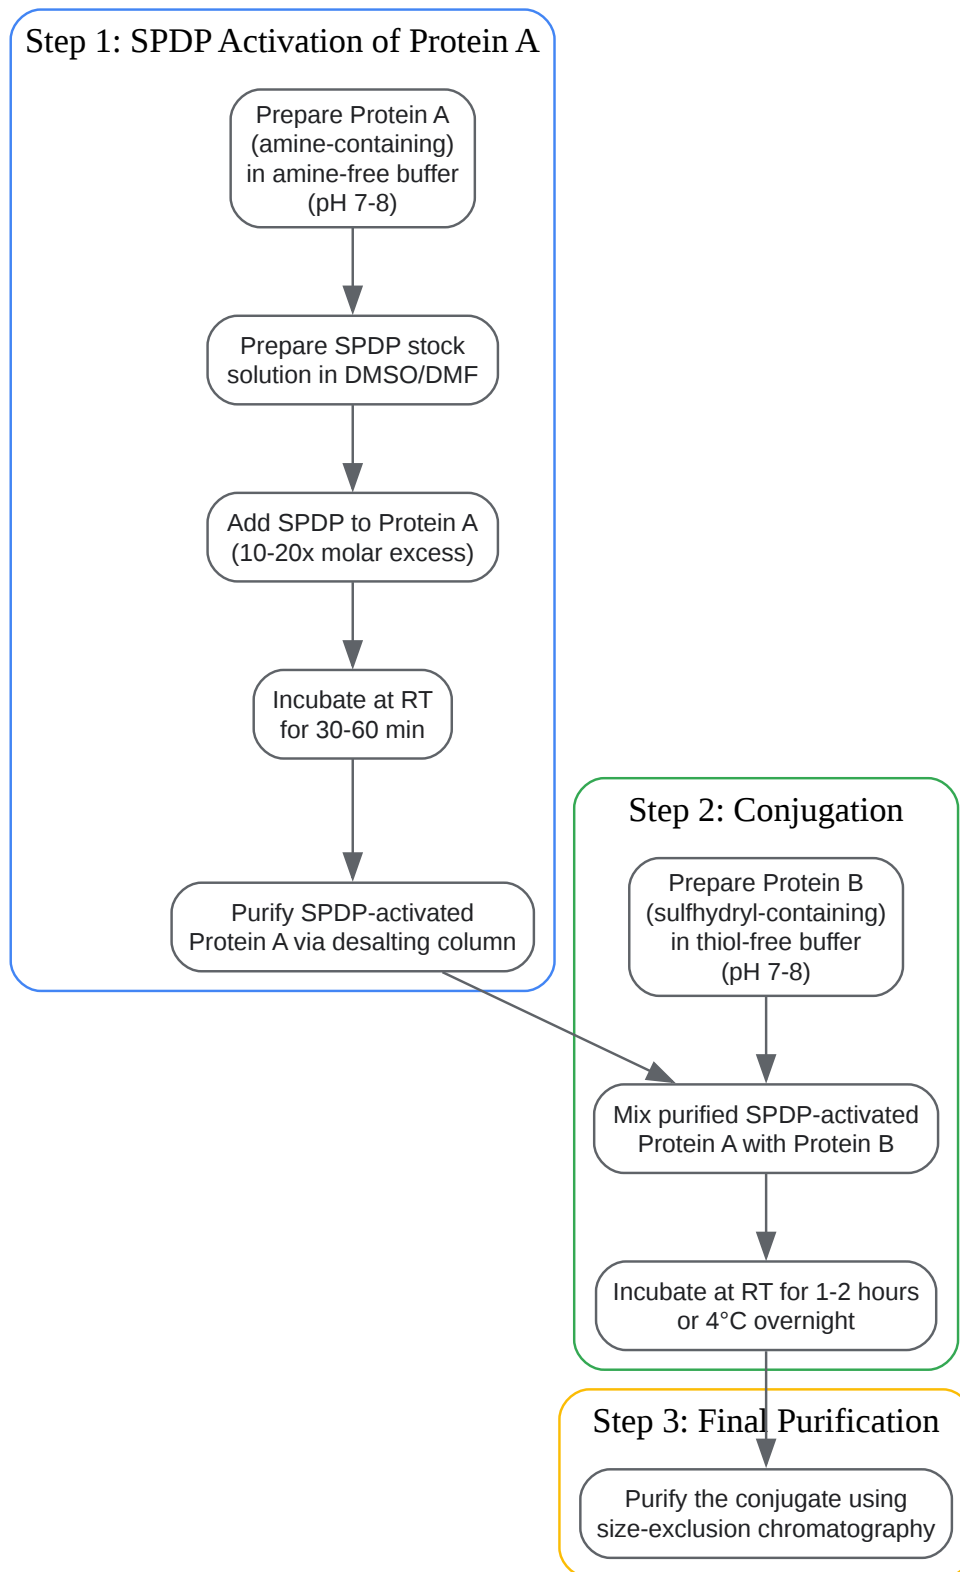 Step 1: SPDP Activation of Protein A
Prepare Protein A
(amine-containing)
in amine-free buffer
(pH 7-8)
Prepare SPDP stock
solution in DMSO/DMF
Add SPDP to Protein A
(10-20x molar excess)
Incubate at RT
for 30-60 min
Purify SPDP-activated
Protein A via desalting column
Step 2: Conjugation
Prepare Protein B
(sulfhydryl-containing)
in thiol-free buffer
(pH 7-8)
Mix purified SPDP-activated
Protein A with Protein B
Incubate at RT for 1-2 hours
or 4°C overnight
Step 3: Final Purification
Purify the conjugate using
size-exclusion chromatography